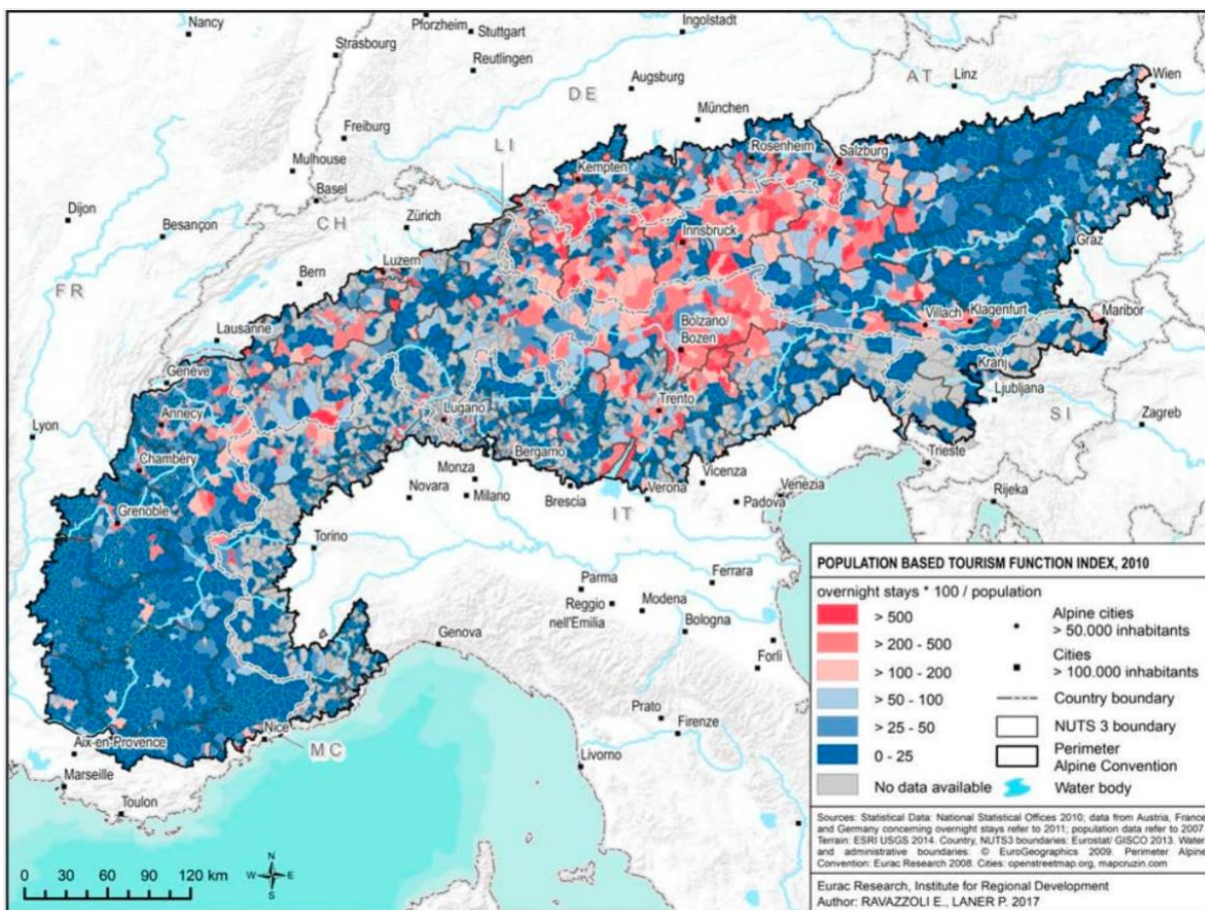 Nancy
Pforzheim
Stuttgart
Ingolstadt
Strasbourg
Reutlingen
Augsburg
DE
AT
Linz
Wien
München
Freiburg
LI
Rosenheim
Salzburg
Mulhouse
Kempten
Basel
Dijon
Besançon
CH
Zürich
Innsbruck
Graz
Luzern
Bern
FR
Maribor
Villach
Klagenfurt
Lausanne
Bolzano/
Bozen
Kranj
Genève
Ljubljana
Annecy
Lugano
Trento
SI
Zagreb
Lyon
Bergamo
Chambéry
Monza
Vicenza
Trieste
Novara
Milano
Brescia
Verona
Venezia
Padova
Rijeka
Grenoble
IT
Torino
Parma
Ferrara
Reggio
nell'Emilia
Modena
Bologna
Genova
Forlì
Prato
Firenze
Nice
Aix-en-Provence
MC
Livorno
Marseille
Toulon
N
W
E
S
0 30 60 90 120 km
POPULATION BASED TOURISM FUNCTION INDEX, 2010
overnight stays * 100 / population
> 500
> 200 - 500
> 100 - 200
> 50 - 100
> 25 - 50
0 - 25
No data available
Alpine cities
> 50.000 inhabitants
Cities
> 100.000 inhabitants
Country boundary
NUTS 3 boundary
Perimeter
Alpine Convention
Water body
Sources: Statistical Data: National Statistical Offices 2010; data from Austria, France
and Germany concerning overnight stays refer to 2011; population data refer to 2007.
Terrain: ESRI USGS 2014. Country, NUTS3 boundaries: Eurostat/ GISCO 2013. Water
and administrative boundaries: © EuroGeographics 2009. Perimeter Alpine
Convention: Eurac Research 2008. Cities: openstreetmap.org, mapcruzin.com
Eurac Research, Institute for Regional Development
Author: RAVAZZOLI E., LANER P. 2017